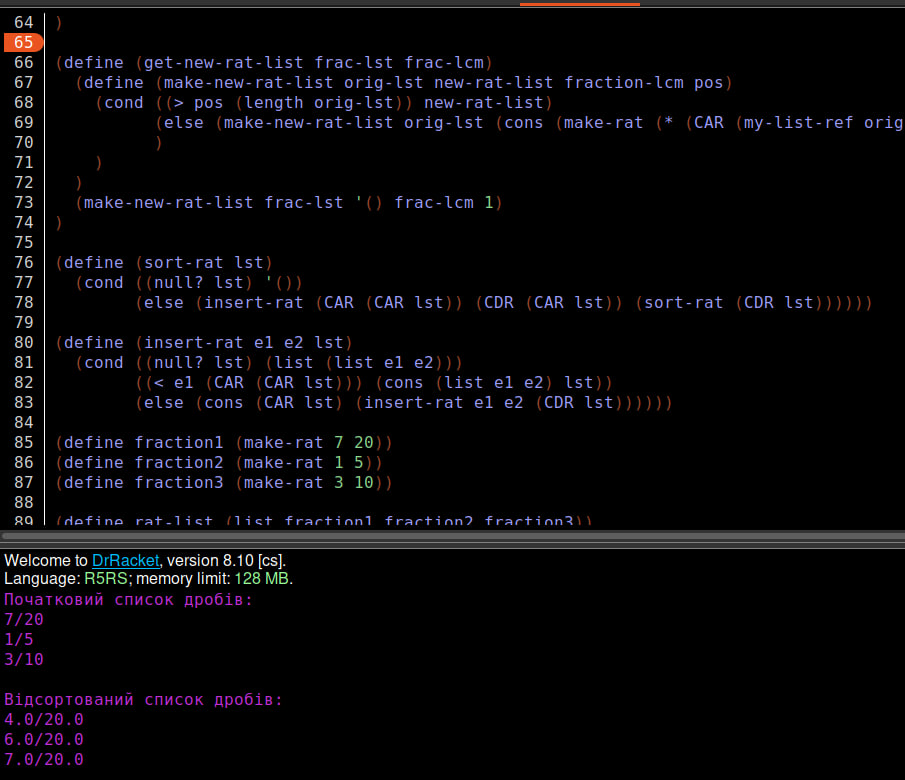 64 )
65
66 (define (get-new-rat-list frac-lst frac-lcm)
67 (define (make-new-rat-list orig-lst new-rat-list fraction-lcm pos)
68 (cond ((> pos (length orig-lst)) new-rat-list)
69 (else (make-new-rat-list orig-lst (cons (make-rat (* (CAR (my-list-ref orig
70 )
71 )
72 )
73 (make-new-rat-list frac-lst '() frac-lcm 1)
74 )
75
76 (define (sort-rat lst)
77 (cond ((null? lst) '())
78 (else (insert-rat (CAR (CAR lst)) (CDR (CAR lst)) (sort-rat (CDR lst))))))
79
80 (define (insert-rat e1 e2 lst)
81 (cond ((null? lst) (list (list e1 e2)))
82 ((< e1 (CAR (CAR lst))) (cons (list e1 e2) lst))
83 (else (cons (CAR lst) (insert-rat e1 e2 (CDR lst))))))
84
85 (define fraction1 (make-rat 7 20))
86 (define fraction2 (make-rat 1 5))
87 (define fraction3 (make-rat 3 10))
88
89 (define rat-list (list fraction1 fraction2 fraction3))
Welcome to DrRacket, version 8.10 [cs].
Language: R5RS; memory limit: 128 MB.
Початковий список дробів:
7/20
1/5
3/10
Відсортований список дробів:
4.0/20.0
6.0/20.0
7.0/20.0